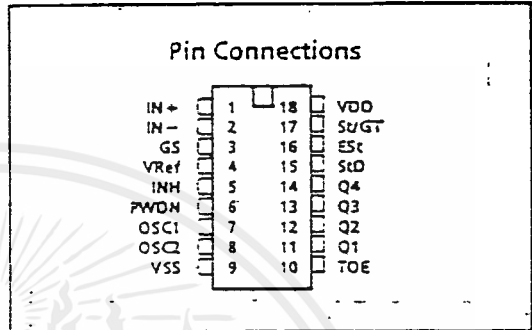 Pin Connections
IN+ 1 18 VDD
IN- 2 17 St/GT
GS 3 16 ESt
VRef 4 15 StD
INH 5 14 Q4
PWDN 6 13 Q3
OSC1 7 12 Q2
OSC2 8 11 Q1
VSS 9 10 TOE